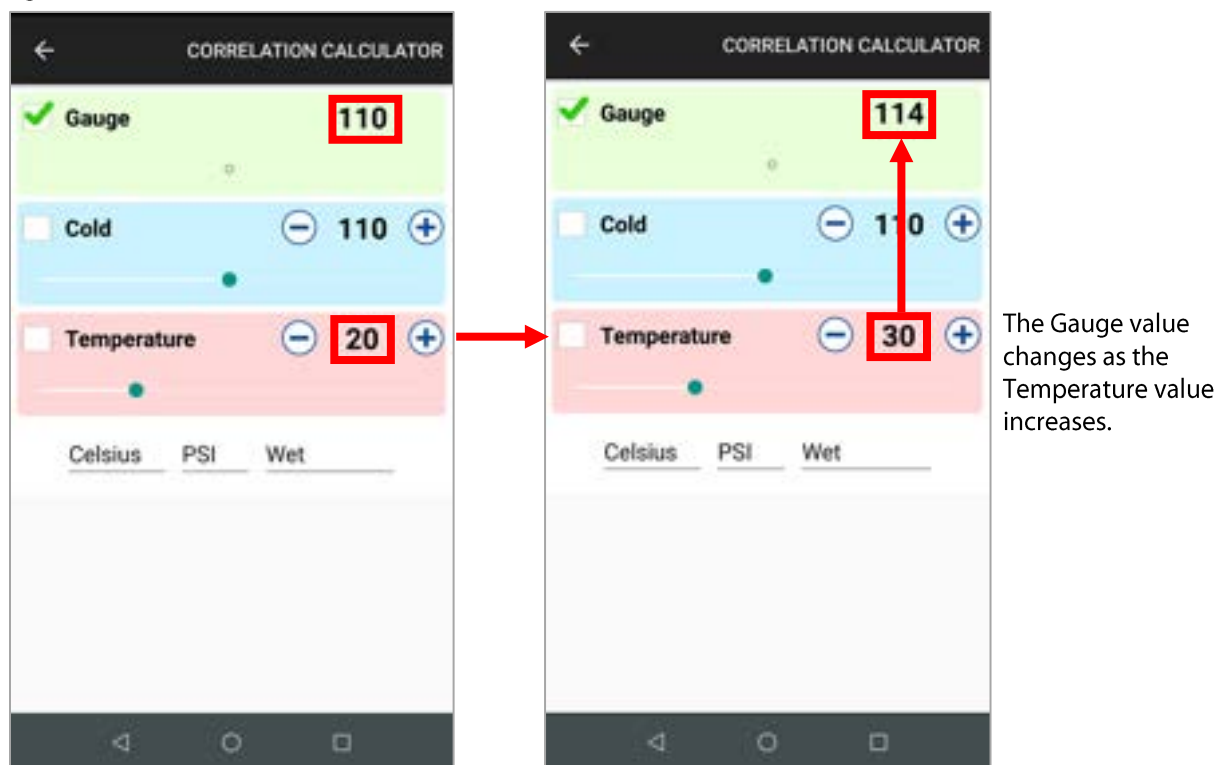 CORRELATION CALCULATOR
Gauge 110
Cold 110
Temperature 20
Celsius PSI Wet
CORRELATION CALCULATOR
Gauge 114
Cold 110
Temperature 30
Celsius PSI Wet
The Gauge value
changes as the
Temperature value
increases.